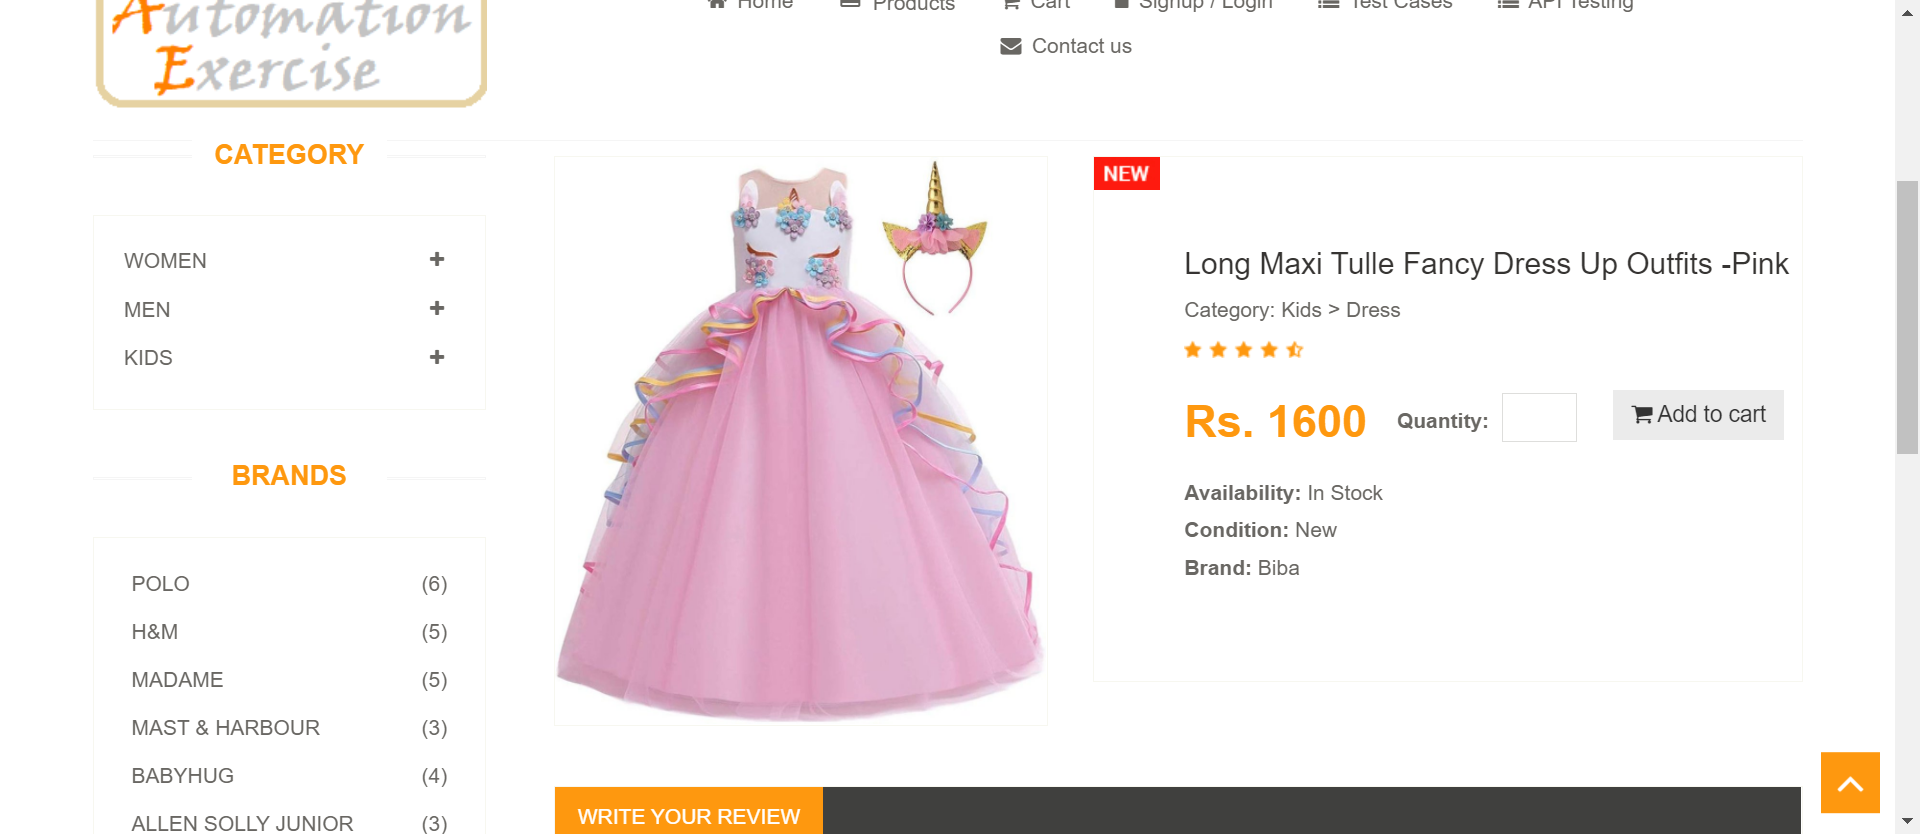 Automation
Exercise
Home
Products
Cart
Signup / Login
Test Cases
API Testing
Contact us
CATEGORY
WOMEN
MEN
KIDS
BRANDS
POLO (6)
H&M (5)
MADAME (5)
MAST & HARBOUR (3)
BABYHUG (4)
ALLEN SOLLY JUNIOR (3)
NEW
Long Maxi Tulle Fancy Dress Up Outfits -Pink
Category: Kids > Dress
Rs. 1600 Quantity: Add to cart
Availability: In Stock
Condition: New
Brand: Biba
WRITE YOUR REVIEW